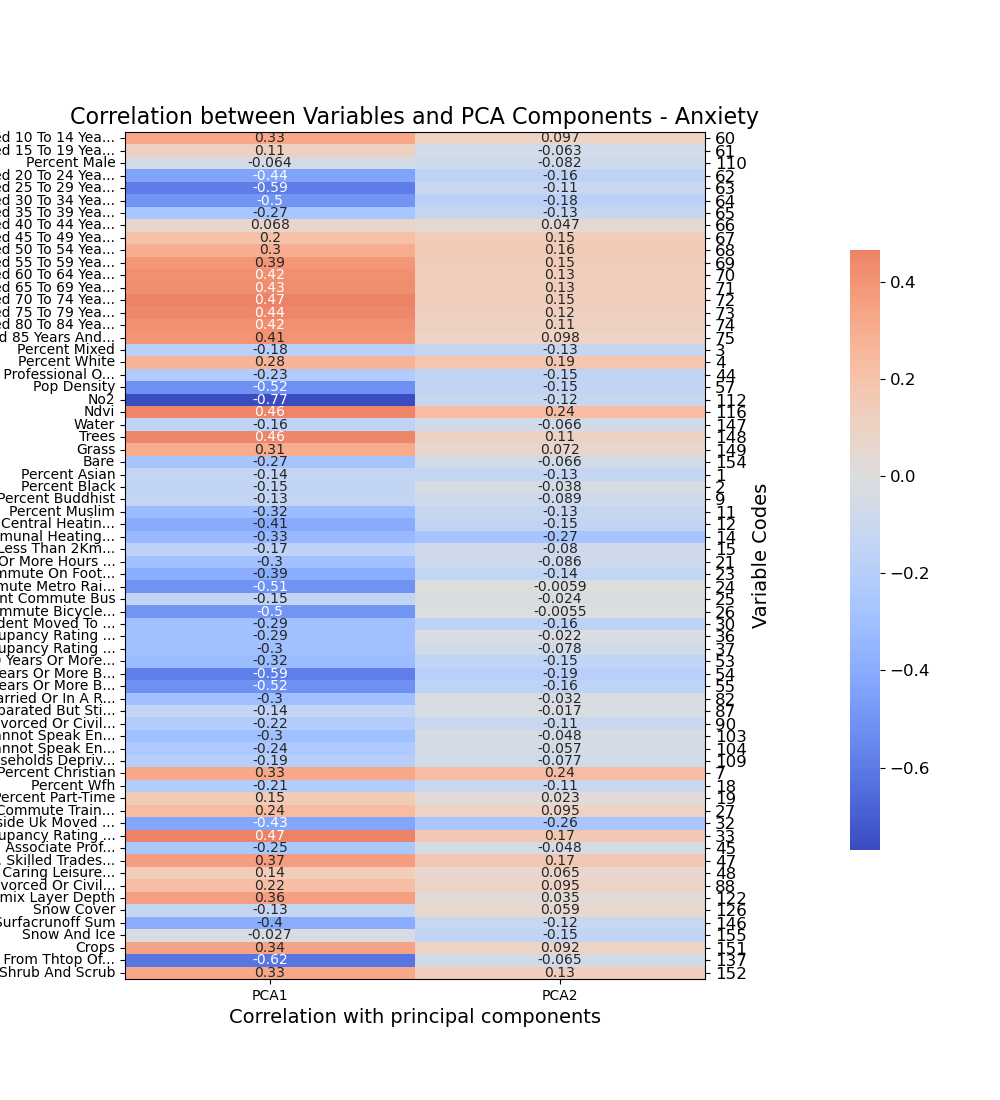 Correlation between Variables and PCA Components - Anxiety
ed 10 To 14 Yea... 0.33 0.097 60
ed 15 To 19 Yea... 0.11 -0.063 61
Percent Male -0.064 -0.082 110
ed 20 To 24 Yea... -0.44 -0.16 62
ed 25 To 29 Yea... -0.59 -0.11 63
ed 30 To 34 Yea... -0.5 -0.18 64
ed 35 To 39 Yea... -0.27 -0.13 65
ed 40 To 44 Yea... 0.068 0.047 66
ed 45 To 49 Yea... 0.2 0.15 67
ed 50 To 54 Yea... 0.3 0.16 68
ed 55 To 59 Yea... 0.39 0.15 69
ed 60 To 64 Yea... 0.42 0.13 70
ed 65 To 69 Yea... 0.43 0.13 71
ed 70 To 74 Yea... 0.47 0.15 72
ed 75 To 79 Yea... 0.44 0.12 73
ed 80 To 84 Yea... 0.42 0.11 74
d 85 Years And... 0.41 0.098 75
Percent Mixed -0.18 -0.13 3
Percent White 0.28 0.19 4
Professional O... -0.23 -0.15 44
Pop Density -0.52 -0.15 57
No2 -0.77 -0.12 112
Ndvi 0.46 0.24 116
Water -0.16 -0.066 147
Trees 0.46 0.11 148
Grass 0.31 0.072 149
Bare -0.27 -0.066 154
Percent Asian -0.14 -0.13 1
Percent Black -0.15 -0.038 2
Percent Buddhist -0.13 -0.089 9
Percent Muslim -0.32 -0.13 11
Central Heatin... -0.41 -0.15 12
munal Heating... -0.33 -0.27 14
Less Than 2Km... -0.17 -0.08 15
Or More Hours ... -0.3 -0.086 21
mmute On Foot... -0.39 -0.14 23
mute Metro Rai... -0.51 -0.0059 24
nt Commute Bus -0.15 -0.024 25
mmute Bicycle... -0.5 -0.0055 26
dent Moved To ... -0.29 -0.16 30
upancy Rating ... -0.29 -0.022 36
upancy Rating ... -0.3 -0.078 37
0 Years Or More... -0.32 -0.15 53
ears Or More B... -0.59 -0.19 54
ears Or More B... -0.52 -0.16 55
arried Or In A R... -0.3 -0.032 82
parated But Sti... -0.14 -0.017 87
vorced Or Civil... -0.22 -0.11 90
annot Speak En... -0.3 -0.048 103
annot Speak En... -0.24 -0.057 104
seholds Depriv... -0.19 -0.077 109
Percent Christian 0.33 0.24 7
Percent Wfh -0.21 -0.11 18
Percent Part-Time 0.15 0.023 19
Commute Train... 0.24 0.095 27
side Uk Moved ... -0.43 -0.26 32
upancy Rating ... 0.47 0.17 33
Associate Prof... -0.25 -0.048 45
. Skilled Trades... 0.37 0.17 47
Caring Leisure... 0.14 0.065 48
vorced Or Civil... 0.22 0.095 88
mix Layer Depth 0.36 0.035 122
Snow Cover -0.13 0.059 126
Surfacrunoff Sum -0.4 -0.12 146
Snow And Ice -0.027 -0.15 155
Crops 0.34 0.092 151
From Thtop Of... -0.62 -0.065 137
Shrub And Scrub 0.33 0.13 152
PCA1 PCA2
Correlation with principal components
Variable Codes
0.4
0.2
0.0
−0.2
−0.4
−0.6